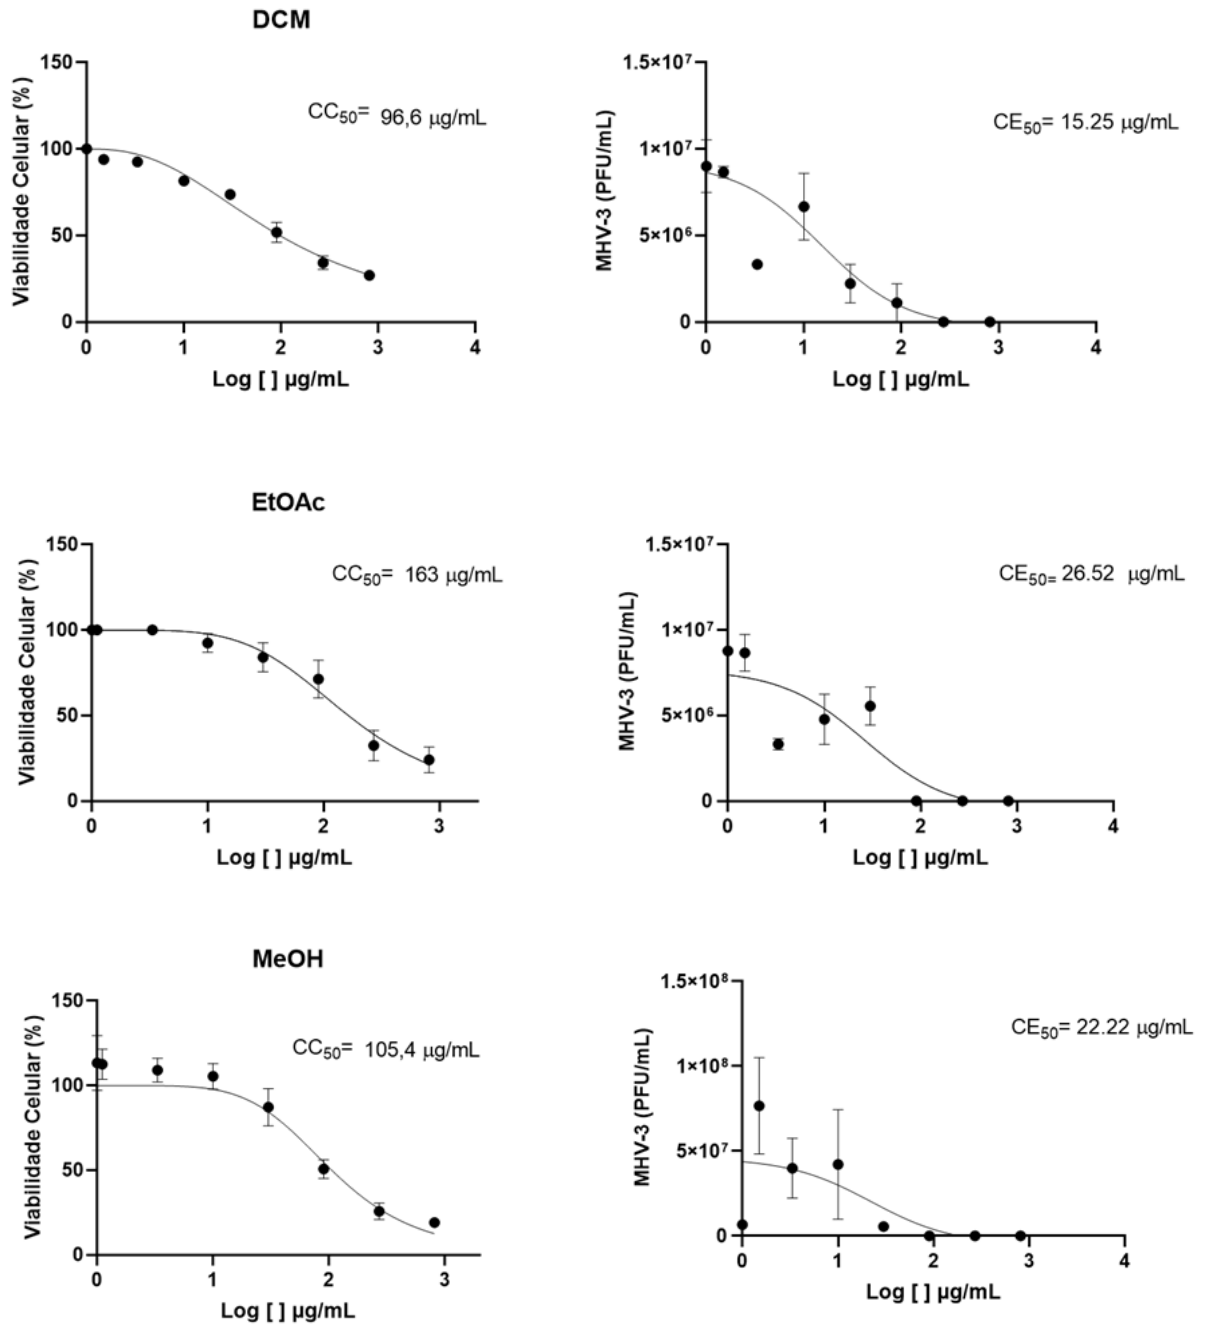 DCM
Viabilidade Celular (%)
150
100
50
0
CC50= 96,6 µg/mL
0 1 2 3 4
Log [ ] µg/mL
MHV-3 (PFU/mL)
1.5×10⁷
1×10⁷
5×10⁶
0
CE50= 15.25 µg/mL
0 1 2 3 4
Log [ ] µg/mL
EtOAc
Viabilidade Celular (%)
150
100
50
0
CC50= 163 µg/mL
0 1 2 3
Log [ ] µg/mL
MHV-3 (PFU/mL)
1.5×10⁷
1×10⁷
5×10⁶
0
CE50= 26.52 µg/mL
0 1 2 3 4
Log [ ] µg/mL
MeOH
Viabilidade Celular (%)
150
100
50
0
CC50= 105,4 µg/mL
0 1 2 3
Log [ ] µg/mL
MHV-3 (PFU/mL)
1.5×10⁸
1×10⁸
5×10⁷
0
CE50= 22.22 µg/mL
0 1 2 3 4
Log [ ] µg/mL